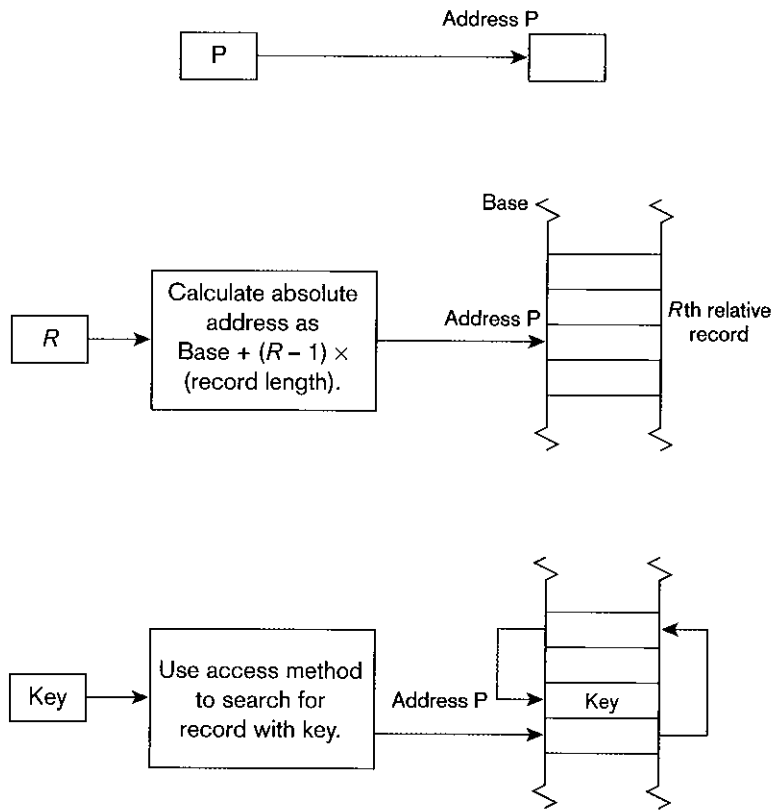 Address P
P
Base
Calculate absolute
address as
Base + (R − 1) ×
(record length).
R
Address P
Rth relative
record
Use access method
to search for
record with key.
Key
Address P
Key